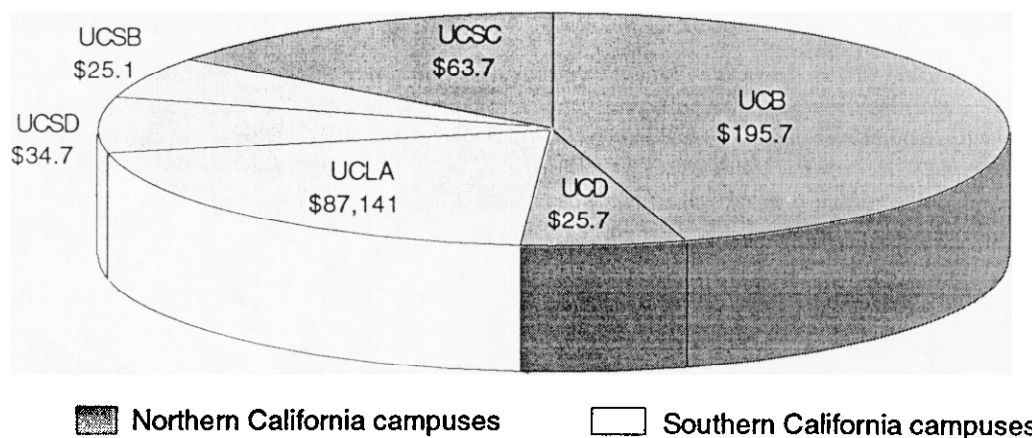 UCSB
$25.1
UCSC
$63.7
UCB
$195.7
UCSD
$34.7
UCLA
$87,141
UCD
$25.7
Northern California campuses
Southern California campuses